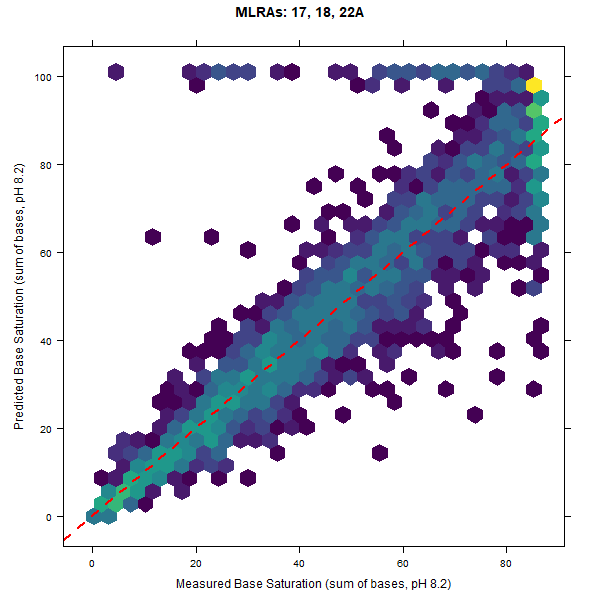 MLRAs: 17, 18, 22A
Predicted Base Saturation (sum of bases, pH 8.2)
100
80
60
40
20
0
0 20 40 60 80
Measured Base Saturation (sum of bases, pH 8.2)